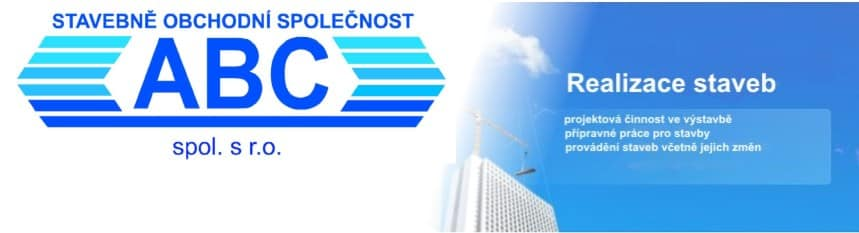 STAVEBNĚ OBCHODNÍ SPOLEČNOST
ABC
spol. s r.o.
Realizace staveb
projektová činnost ve výstavbě
přípravné práce pro stavby
provádění staveb včetně jejich změn